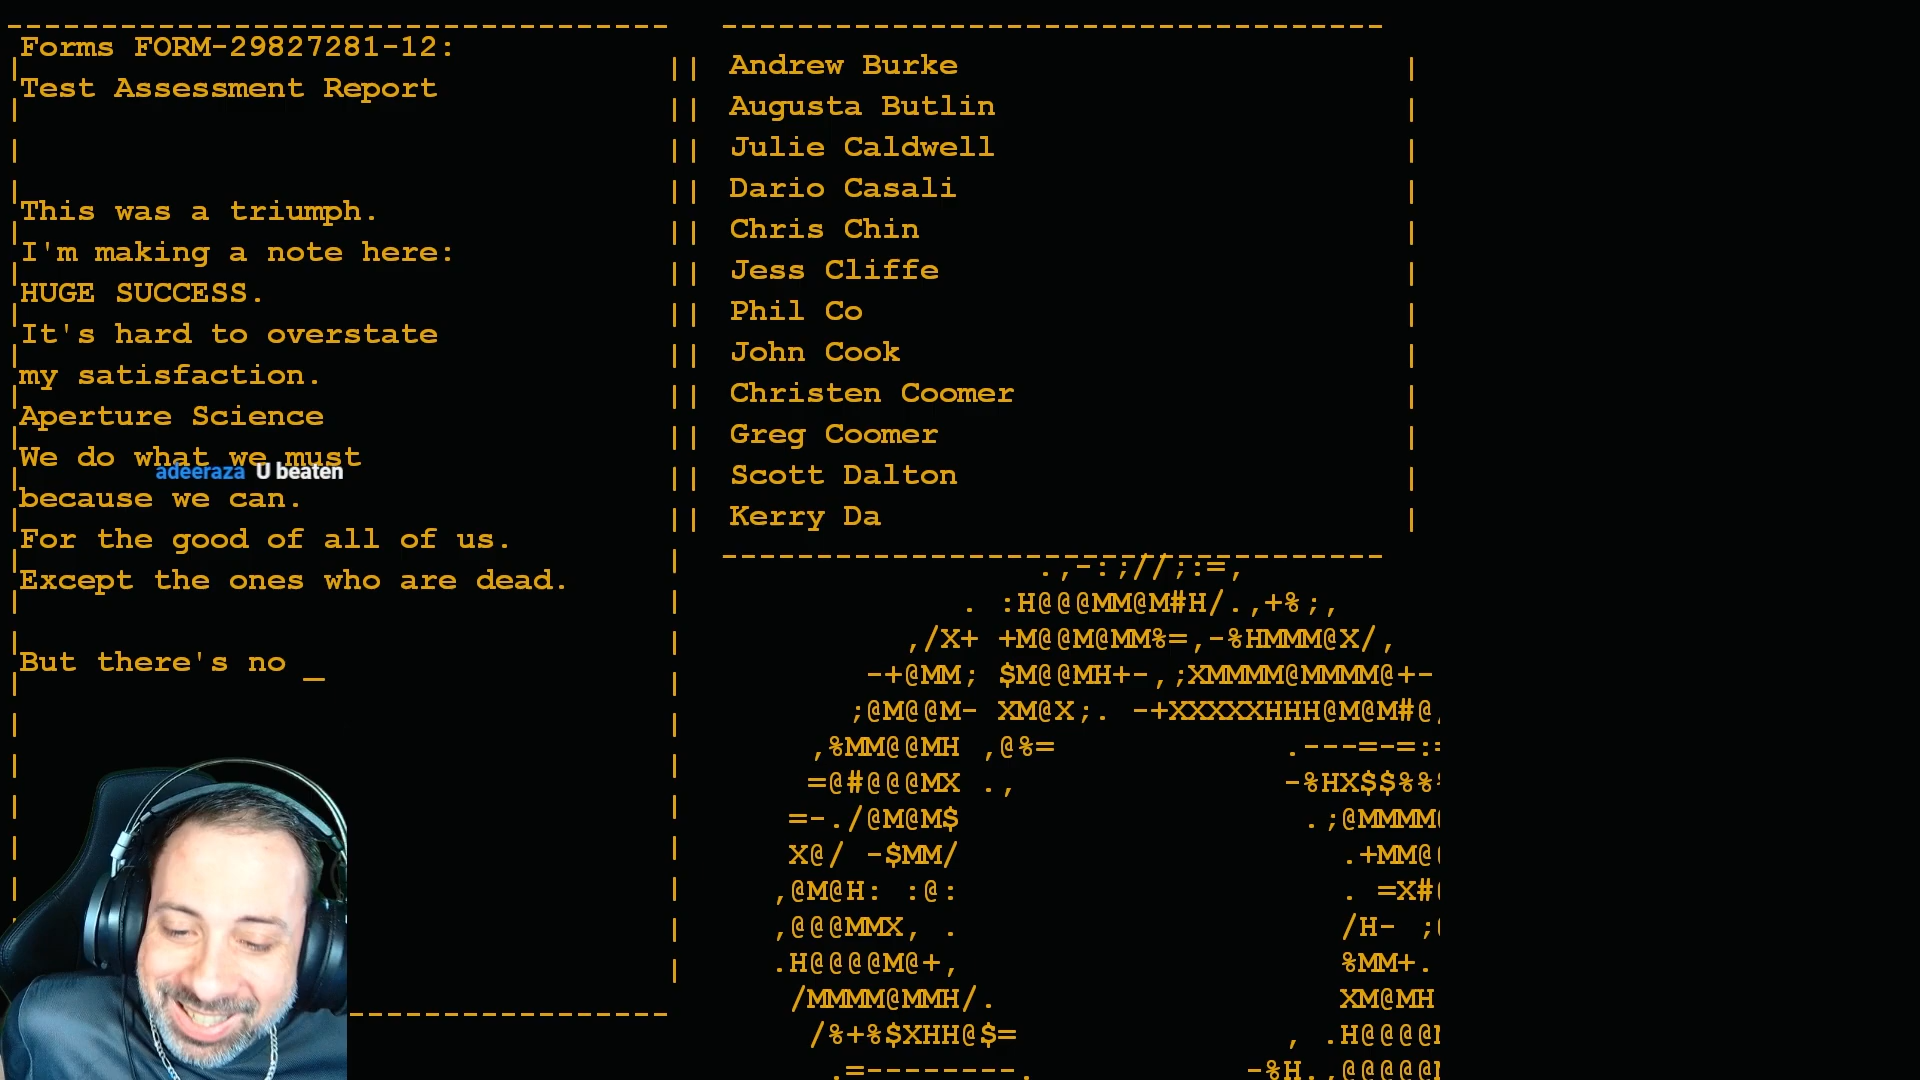 Forms FORM-29827281-12:
Test Assessment Report
This was a triumph.
I'm making a note here:
HUGE SUCCESS.
It's hard to overstate
my satisfaction.
Aperture Science
We do what we must
adeeraza U beaten
because we can.
For the good of all of us.
Except the ones who are dead.
But there's no _
Andrew Burke
Augusta Butlin
Julie Caldwell
Dario Casali
Chris Chin
Jess Cliffe
Phil Co
John Cook
Christen Coomer
Greg Coomer
Scott Dalton
Kerry Da